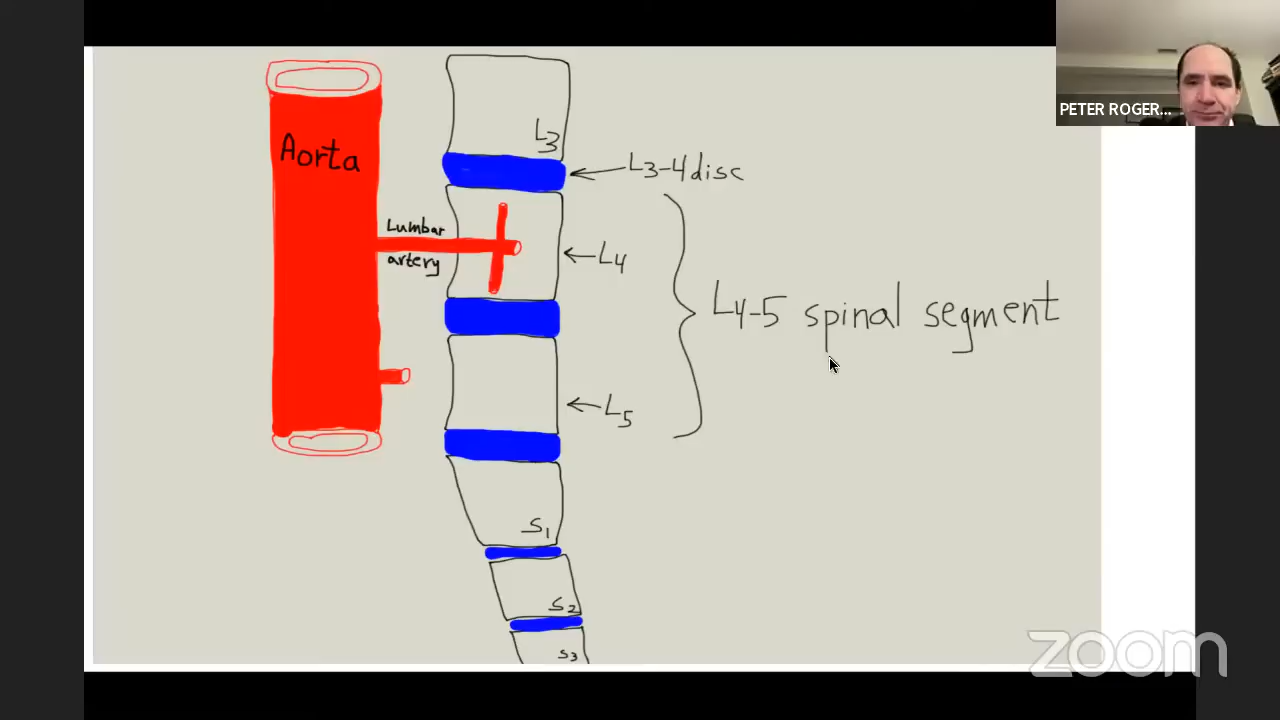 PETER ROGER...
Aorta
L3
L3-4 disc
Lumbar
artery
L4
L4-5 spinal segment
L5
S1
S2
S3
zoom